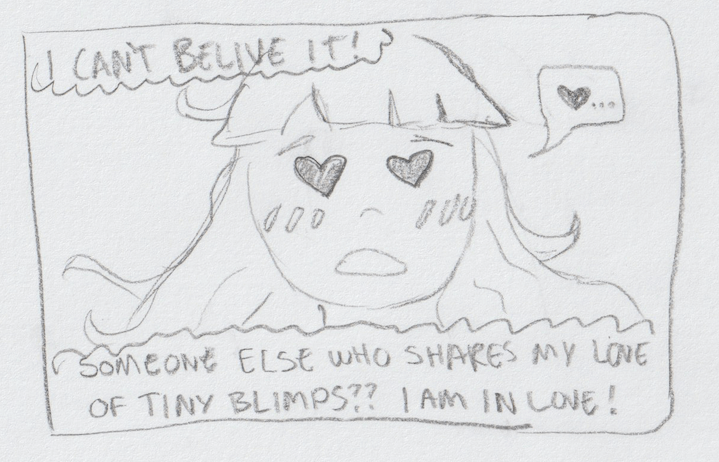 I CAN'T BELIVE IT!
...
SOMEONE ELSE WHO SHARES MY LOVE
OF TINY BLIMPS?? I AM IN LOVE!